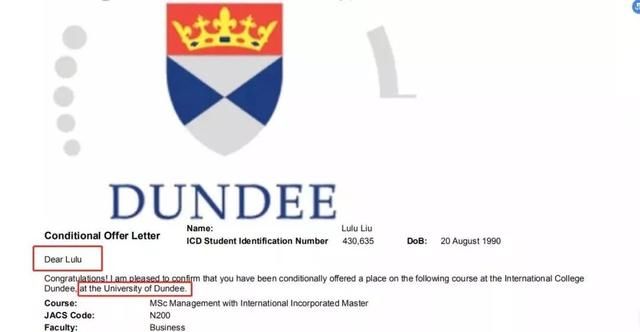 DUNDEE
Conditional Offer Letter
Name: Lulu Liu
ICD Student Identification Number 430,635 DoB: 20 August 1990
Dear Lulu
Congratulations! I am pleased to confirm that you have been conditionally offered a place on the following course at the International College
Dundee, at the University of Dundee.
Course: MSc Management with International Incorporated Master
JACS Code: N200
Faculty: Business